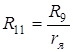 R₁₁ = R₉ / rя